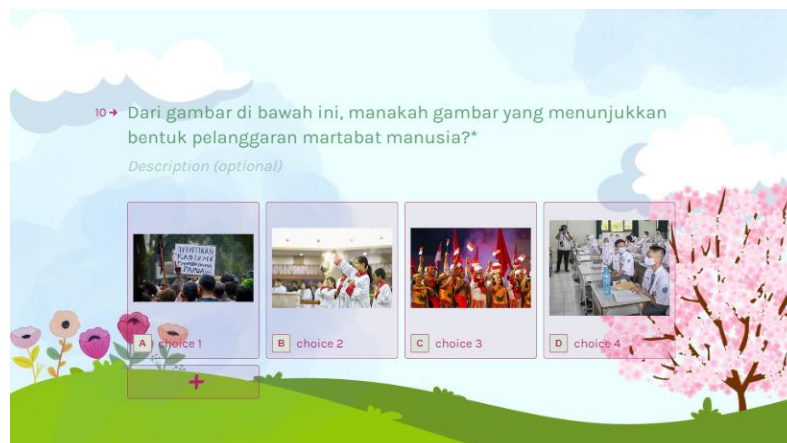 10→ Dari gambar di bawah ini, manakah gambar yang menunjukkan
bentuk pelanggaran martabat manusia?*
Description (optional)
HENTIKAN
RASISME
PAPUA
A choice 1
B choice 2
C choice 3
D choice 4
+